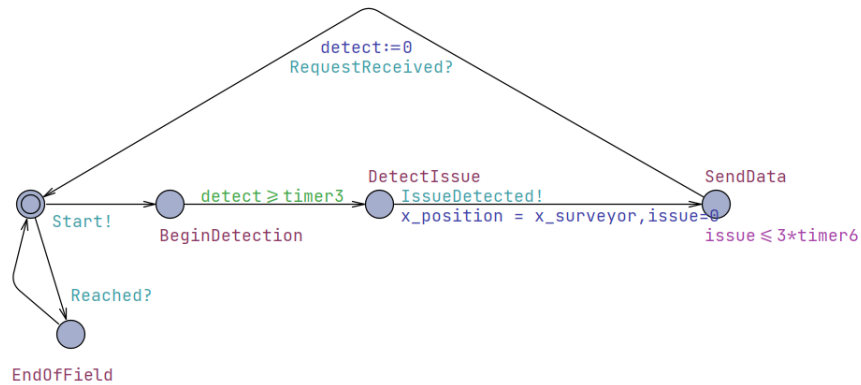 detect:=0
RequestReceived?
DetectIssue
SendData
detect≥timer3
IssueDetected!
Start!
x_position = x_surveyor,issue=0
BeginDetection
issue≤3*timer6
Reached?
EndOfField